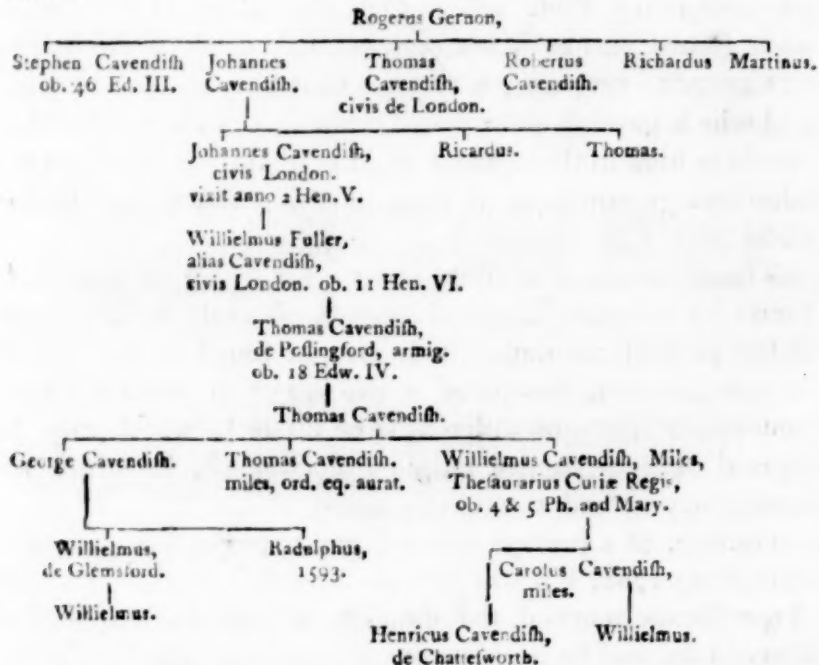 Rogerus Gernon,
Stephen Cavendiſh Johannes Thomas Robertus Richardus Martinus.
ob. 46 Ed. III. Cavendiſh. Cavendiſh, Cavendiſh.
civis de London.
Johannes Cavendiſh, Ricardus. Thomas.
civis London.
vixit anno 2 Hen. V.
Willielmus Fuller,
alias Cavendiſh,
civis London. ob. 11 Hen. VI.
Thomas Cavendiſh,
de Poſlingford, armig.
ob. 18 Edw. IV.
Thomas Cavendiſh.
George Cavendiſh. Thomas Cavendiſh, Willielmus Cavendiſh, Miles,
miles, ord. eq. aurat. Theſaurarius Curiæ Regis.
ob. 4 & 5 Ph. and Mary.
Willielmus, Radulphus, Carolus Cavendiſh,
de Glemsford. 1593. miles.
Willielmus. Henricus Cavendiſh, Willielmus.
de Chatteſworth.